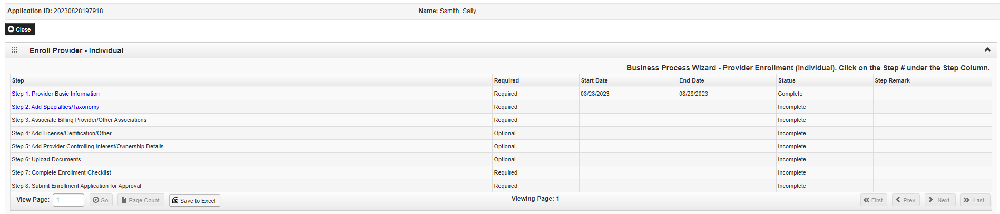 Application ID: 20230828197918 Name: Ssmith, Sally
Close
Enroll Provider - Individual
Business Process Wizard - Provider Enrollment (Individual). Click on the Step # under the Step Column.
Step Required Start Date End Date Status Step Remark
Step 1: Provider Basic Information Required 08/28/2023 08/28/2023 Complete
Step 2: Add Specialties/Taxonomy Required Incomplete
Step 3: Associate Billing Provider/Other Associations Required Incomplete
Step 4: Add License/Certification/Other Optional Incomplete
Step 5: Add Provider Controlling Interest/Ownership Details Optional Incomplete
Step 6: Upload Documents Optional Incomplete
Step 7: Complete Enrollment Checklist Required Incomplete
Step 8: Submit Enrollment Application for Approval Required Incomplete
View Page: 1 Go Page Count Save to Excel Viewing Page: 1 First Prev Next Last